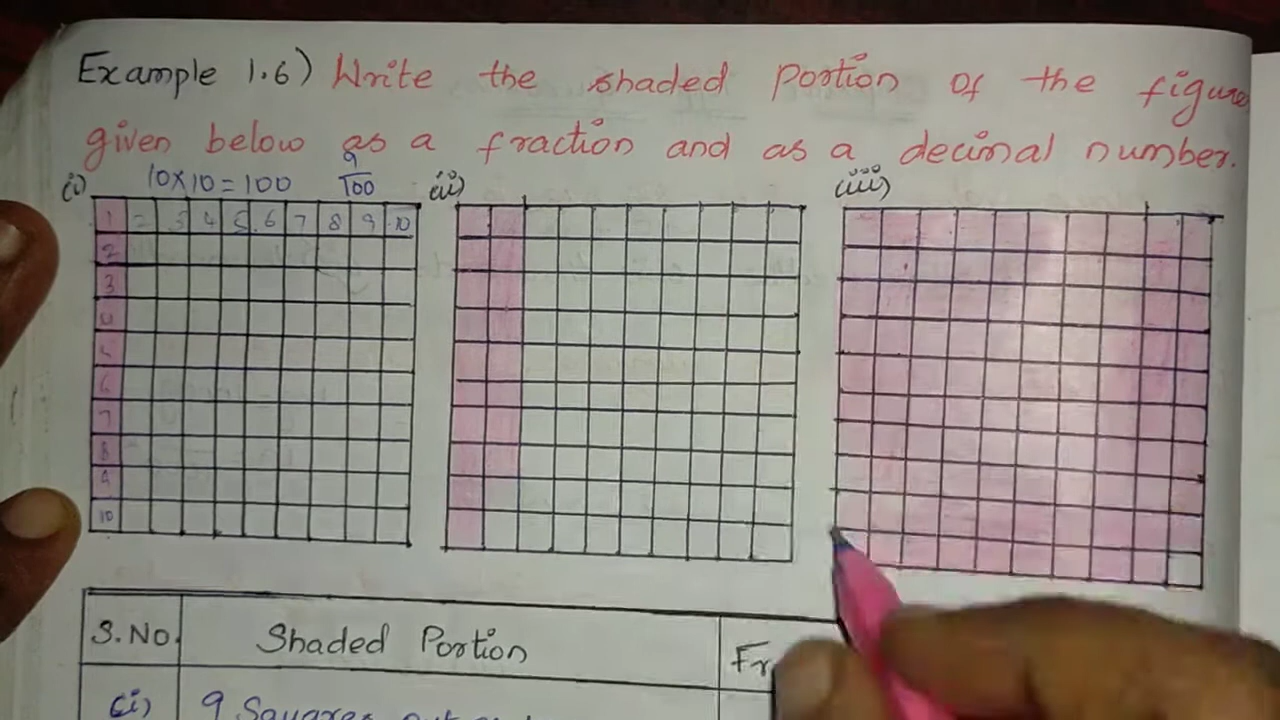 Example 1.6) Write the shaded portion of the figure
given below as a fraction and as a decimal number.
(i) 10×10=100 9/100 (ii) (iii)
1 2 3 4 5 6 7 8 9 10
2
3
4
5
6
7
8
9
10
S.No. Shaded Portion
(i) 9 Squares